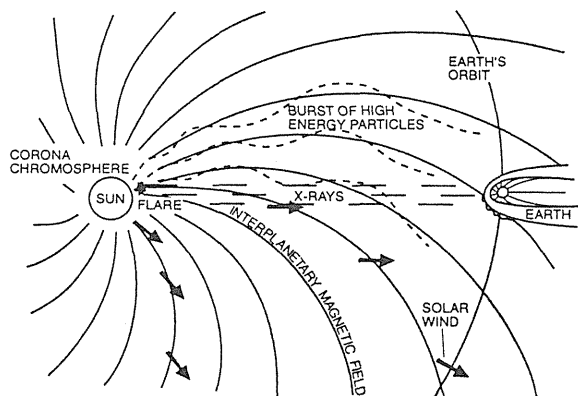 EARTH'S
ORBIT
BURST OF HIGH
ENERGY PARTICLES
CORONA
CHROMOSPHERE
SUN
FLARE
X-RAYS
EARTH
INTERPLANETARY MAGNETIC FIELD
SOLAR
WIND